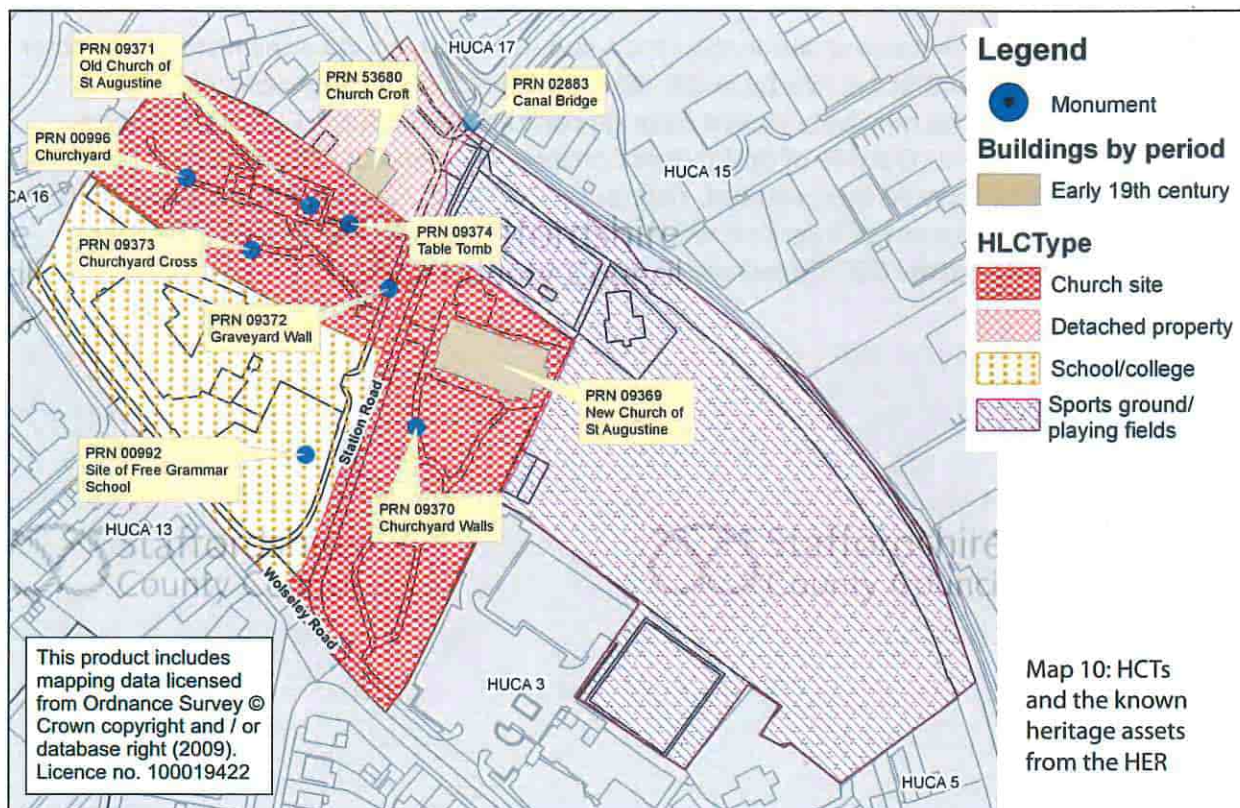 HUCA 17
PRN 09371
Old Church of
St Augustine
PRN 53680
Church Croft
PRN 02883
Canal Bridge
PRN 00996
Churchyard
HUCA 15
HUCA 16
PRN 09373
Churchyard Cross
PRN 09374
Table Tomb
PRN 09372
Graveyard Wall
Station Road
PRN 09369
New Church of
St Augustine
PRN 00992
Site of Free Grammar
School
PRN 09370
Churchyard Walls
HUCA 13
Wolseley Road
HUCA 3
HUCA 5
This product includes
mapping data licensed
from Ordnance Survey ©
Crown copyright and / or
database right (2009).
Licence no. 100019422
Legend
Monument
Buildings by period
Early 19th century
HLCType
Church site
Detached property
School/college
Sports ground/
playing fields
Map 10: HCTs
and the known
heritage assets
from the HER